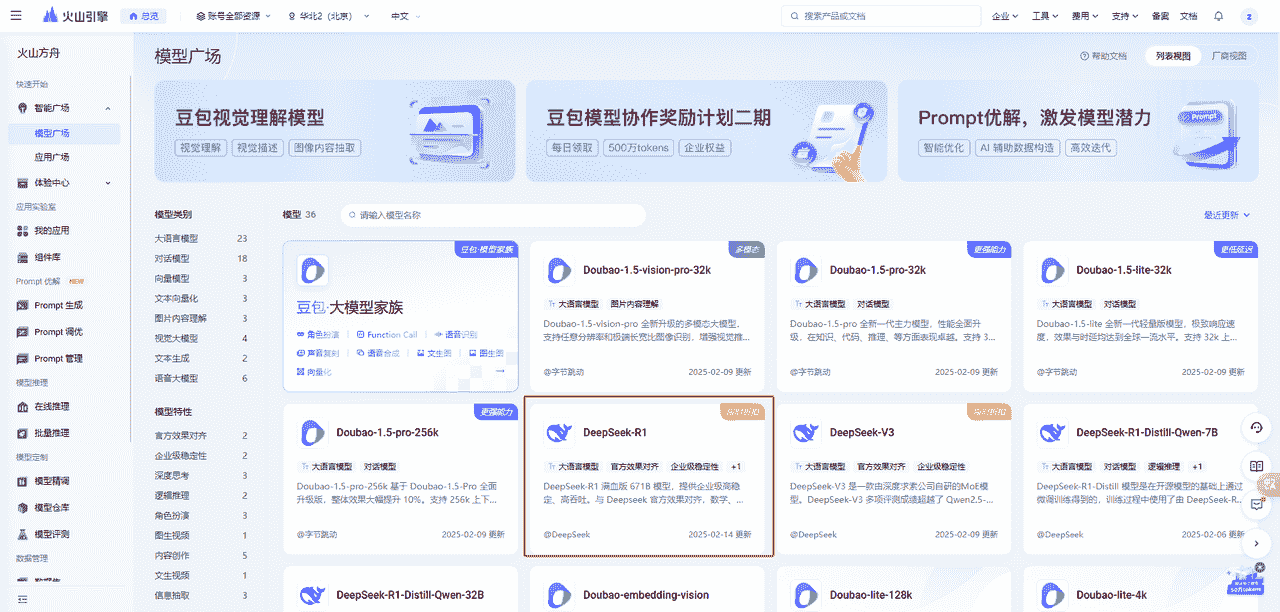 火山引擎
总览
账号全部资源
华北2（北京）
中文
搜索产品或文档
企业
工具
费用
支持
备案
文档
火山方舟
快速开始
智能广场
模型广场
应用广场
体验中心
应用实验室
我的应用
组件库
Prompt 优解 NEW
Prompt 生成
Prompt 调优
Prompt 管理
模型推理
在线推理
批量推理
模型定制
模型精调
模型仓库
模型评测
数据管理
模型广场
帮助文档
列表视图
厂商视图
豆包视觉理解模型
视觉理解 视觉描述 图像内容抽取
豆包模型协作奖励计划二期
每日领取 500万tokens 企业权益
Prompt优解，激发模型潜力
智能优化 AI 辅助数据构造 高效迭代
Prompt
模型类别
大语言模型 23
对话模型 18
向量模型 3
文本向量化 3
图片内容理解 3
视觉大模型 4
文本生成 2
语音大模型 6
模型特性
官方效果对齐 2
企业级稳定性 2
深度思考 3
逻辑推理 2
角色扮演 3
图生视频 1
内容创作 5
文生视频 1
信息抽取 3
模型 36
请输入模型名称
最近更新
豆包·模型家族
豆包·大模型家族
角色扮演 Function Call 语音识别
声音复刻 语音合成 文生图 图生图
向量化
多模态
Doubao-1.5-vision-pro-32k
大语言模型 图片内容理解
Doubao-1.5-vision-pro 全新升级的多模态大模型，
支持任意分辨率和极端长宽比图像识别，增强视觉推...
@字节跳动 2025-02-09 更新
更强能力
Doubao-1.5-pro-32k
大语言模型 对话模型
Doubao-1.5-pro 全新一代主力模型，性能全面升
级，在知识、代码、推理、等方面表现卓越。支持 3...
@字节跳动 2025-02-09 更新
更低延迟
Doubao-1.5-lite-32k
大语言模型 对话模型
Doubao-1.5-lite 全新一代轻量版模型，极致响应速
度，效果与时延均达到全球一流水平。支持 32k 上...
@字节跳动 2025-02-09 更新
更强能力
Doubao-1.5-pro-256k
大语言模型 对话模型
Doubao-1.5-pro-256k 基于 Doubao-1.5-Pro 全面
升级版，整体效果大幅提升 10%。支持 256k 上下...
@字节跳动 2025-02-09 更新
DeepSeek-R1
大语言模型 官方效果对齐 企业级稳定性 +1
DeepSeek-R1 满血版 671B 模型，提供企业级高稳
定、高吞吐。与 Deepseek 官方效果对齐，数学、...
@DeepSeek 2025-02-14 更新
DeepSeek-V3
大语言模型 官方效果对齐 企业级稳定性
DeepSeek-V3 是一款由深度求索公司自研的MoE模
型。DeepSeek-V3 多项评测成绩超越了 Qwen2.5-...
@DeepSeek 2025-02-09 更新
DeepSeek-R1-Distill-Qwen-7B
大语言模型 对话模型 逻辑推理 +1
DeepSeek-R1-Distill 模型是在开源模型的基础上通过
微调训练得到的，训练过程中使用了由 DeepSeek-R...
@DeepSeek 2025-02-09 更新
DeepSeek-R1-Distill-Qwen-32B
Doubao-embedding-vision
Doubao-lite-128k
Doubao-lite-4k